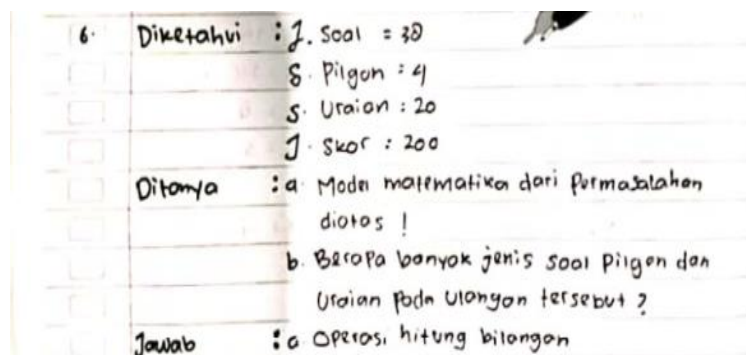 6. Diketahui : J. Soal = 30
S. Pilgan : 4
S. Uraian : 20
J. Skor : 200
Ditanya : a. Model matematika dari permasalahan
diatas !
b. Berapa banyak jenis soal Pilgan dan
Uraian pada ulangan tersebut ?
Jawab : a Operasi hitung bilangan